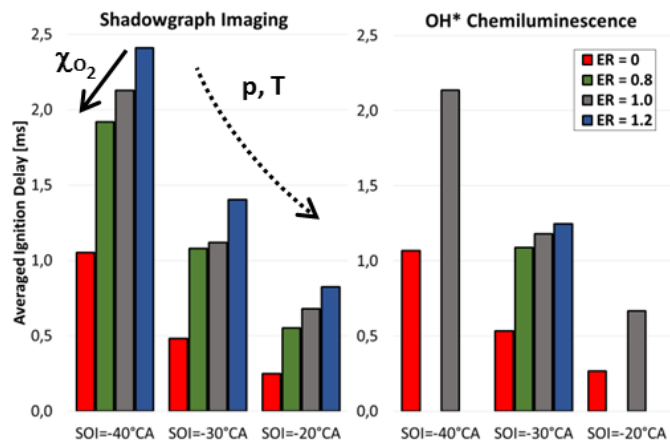 Shadowgraph Imaging
OH* Chemiluminescence
Averaged Ignition Delay [ms]
2,5
2,0
1,5
1,0
0,5
0,0
χO₂
p, T
SOI=-40°CA
SOI=-30°CA
SOI=-20°CA
2,5
2,0
1,5
1,0
0,5
0,0
ER = 0
ER = 0.8
ER = 1.0
ER = 1.2
SOI=-40°CA
SOI=-30°CA
SOI=-20°CA